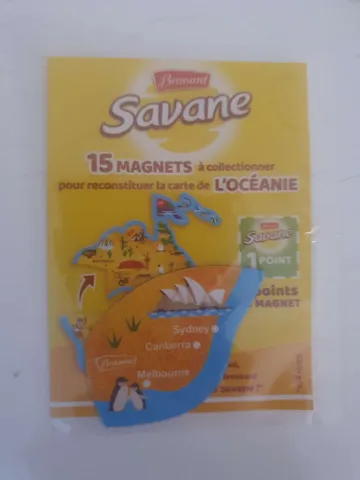 Brossard
Savane
15 MAGNETS à collectionner
pour reconstituer la carte de L'OCÉANIE
Savane
1 POINT
points
MAGNET
Sydney
Canberra
Brossard
Melbourne